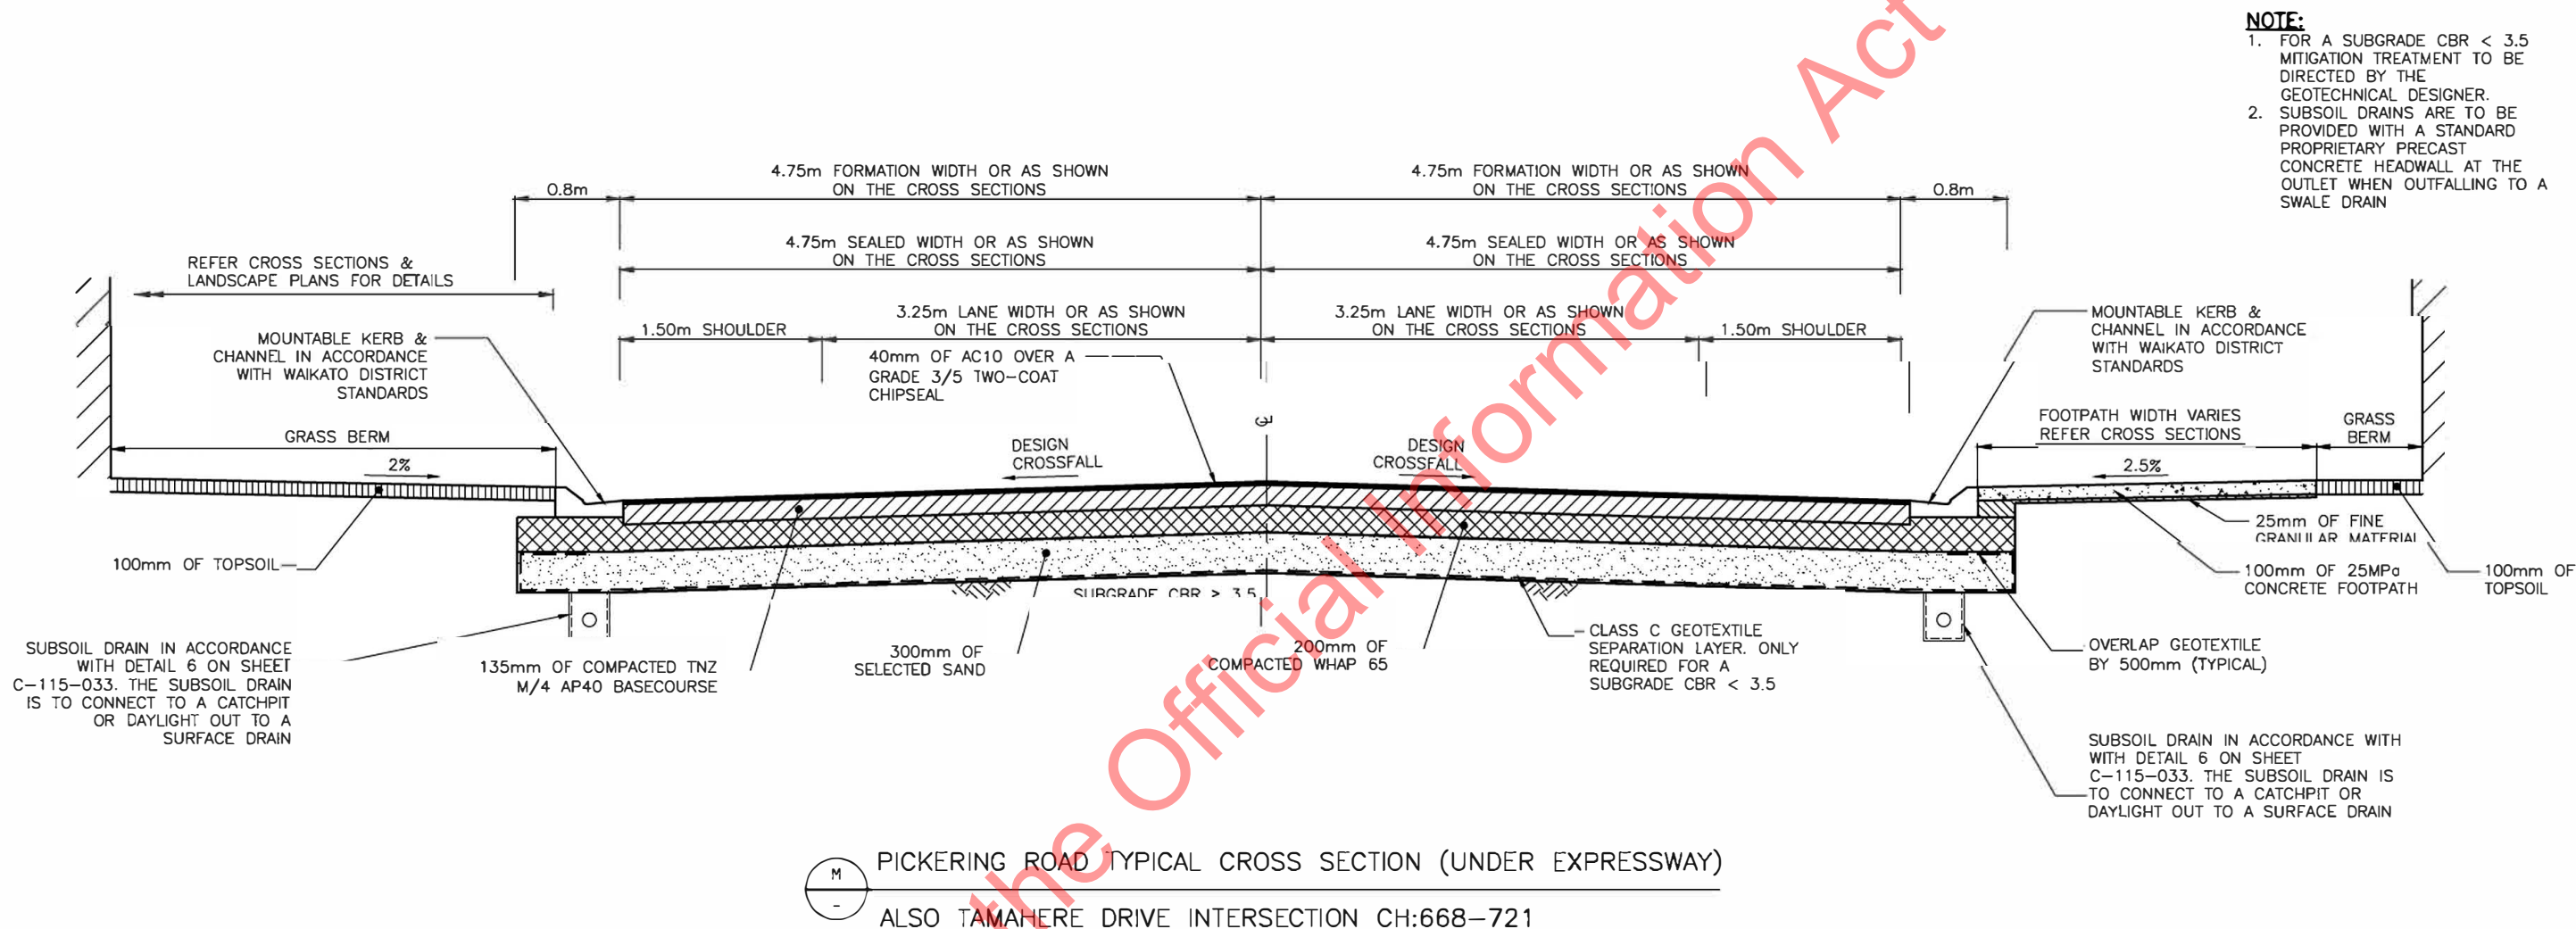 NOTE:
1. FOR A SUBGRADE CBR < 3.5
MITIGATION TREATMENT TO BE
DIRECTED BY THE
GEOTECHNICAL DESIGNER.
2. SUBSOIL DRAINS ARE TO BE
PROVIDED WITH A STANDARD
PROPRIETARY PRECAST
CONCRETE HEADWALL AT THE
OUTLET WHEN OUTFALLING TO A
SWALE DRAIN
0.8m
4.75m FORMATION WIDTH OR AS SHOWN
ON THE CROSS SECTIONS
4.75m FORMATION WIDTH OR AS SHOWN
ON THE CROSS SECTIONS
0.8m
4.75m SEALED WIDTH OR AS SHOWN
ON THE CROSS SECTIONS
4.75m SEALED WIDTH OR AS SHOWN
ON THE CROSS SECTIONS
REFER CROSS SECTIONS &
LANDSCAPE PLANS FOR DETAILS
1.50m SHOULDER
3.25m LANE WIDTH OR AS SHOWN
ON THE CROSS SECTIONS
3.25m LANE WIDTH OR AS SHOWN
ON THE CROSS SECTIONS
1.50m SHOULDER
MOUNTABLE KERB &
CHANNEL IN ACCORDANCE
WITH WAIKATO DISTRICT
STANDARDS
40mm OF AC10 OVER A
GRADE 3/5 TWO-COAT
CHIPSEAL
MOUNTABLE KERB &
CHANNEL IN ACCORDANCE
WITH WAIKATO DISTRICT
STANDARDS
GRASS BERM
2%
DESIGN
CROSSFALL
DESIGN
CROSSFALL
FOOTPATH WIDTH VARIES
REFER CROSS SECTIONS
GRASS
BERM
2.5%
100mm OF TOPSOIL
25mm OF FINE
GRANULAR MATERIAL
100mm OF 25MPa
CONCRETE FOOTPATH
100mm OF
TOPSOIL
SUBGRADE CBR > 3.5
SUBSOIL DRAIN IN ACCORDANCE
WITH DETAIL 6 ON SHEET
C-115-033. THE SUBSOIL DRAIN
IS TO CONNECT TO A CATCHPIT
OR DAYLIGHT OUT TO A
SURFACE DRAIN
135mm OF COMPACTED TNZ
M/4 AP40 BASECOURSE
300mm OF
SELECTED SAND
200mm OF
COMPACTED WHAP 65
CLASS C GEOTEXTILE
SEPARATION LAYER. ONLY
REQUIRED FOR A
SUBGRADE CBR < 3.5
OVERLAP GEOTEXTILE
BY 500mm (TYPICAL)
SUBSOIL DRAIN IN ACCORDANCE WITH
WITH DETAIL 6 ON SHEET
C-115-033. THE SUBSOIL DRAIN IS
TO CONNECT TO A CATCHPIT OR
DAYLIGHT OUT TO A SURFACE DRAIN
M
-
PICKERING ROAD TYPICAL CROSS SECTION (UNDER EXPRESSWAY)
ALSO TAMAHERE DRIVE INTERSECTION CH:668-721
the Official Information Act